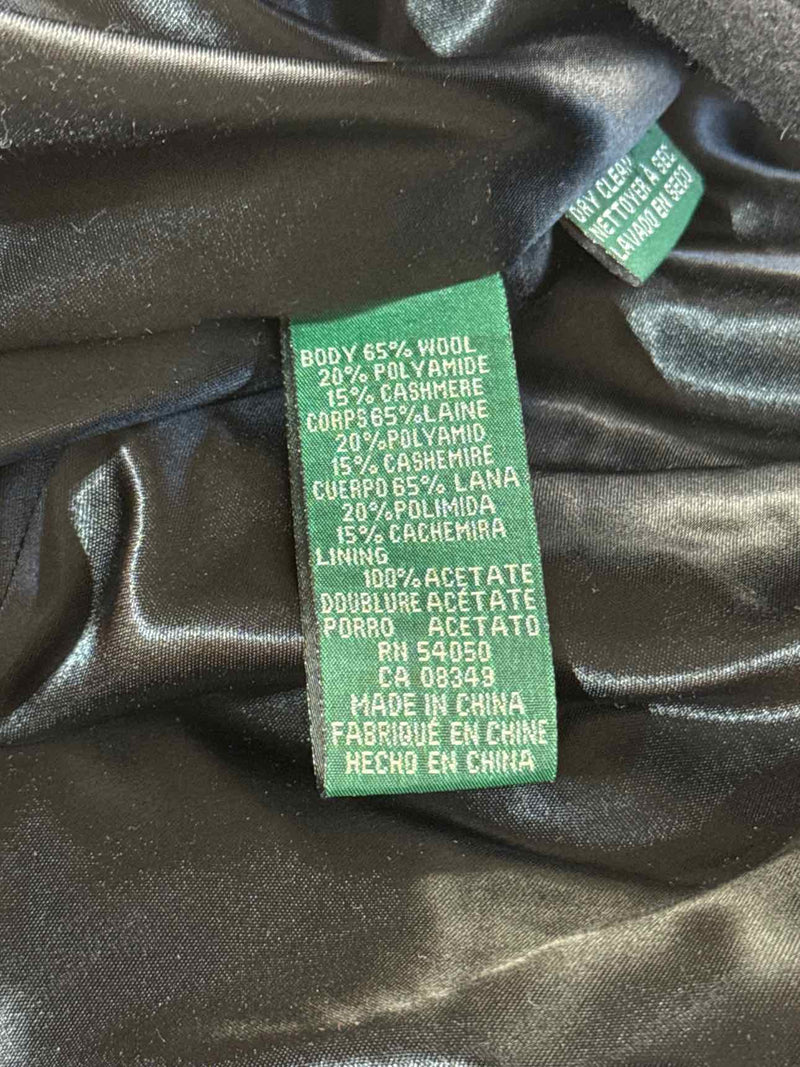 BODY 65% WOOL
20% POLYAMIDE
15% CASHMERE
CORPS 65% LAINE
20% POLYAMID
15% CASHEMIRE
CUERPO 65% LANA
20% POLIMIDA
15% CACHEMIRA
LINING
100% ACETATE
DOUBLURE ACÉTATE
PORRO ACETATO
RN 54050
CA 08349
MADE IN CHINA
FABRIQUÉ EN CHINE
HECHO EN CHINA
DRY CLEAN
NETTOYER À SEC
LAVADO EN SECO